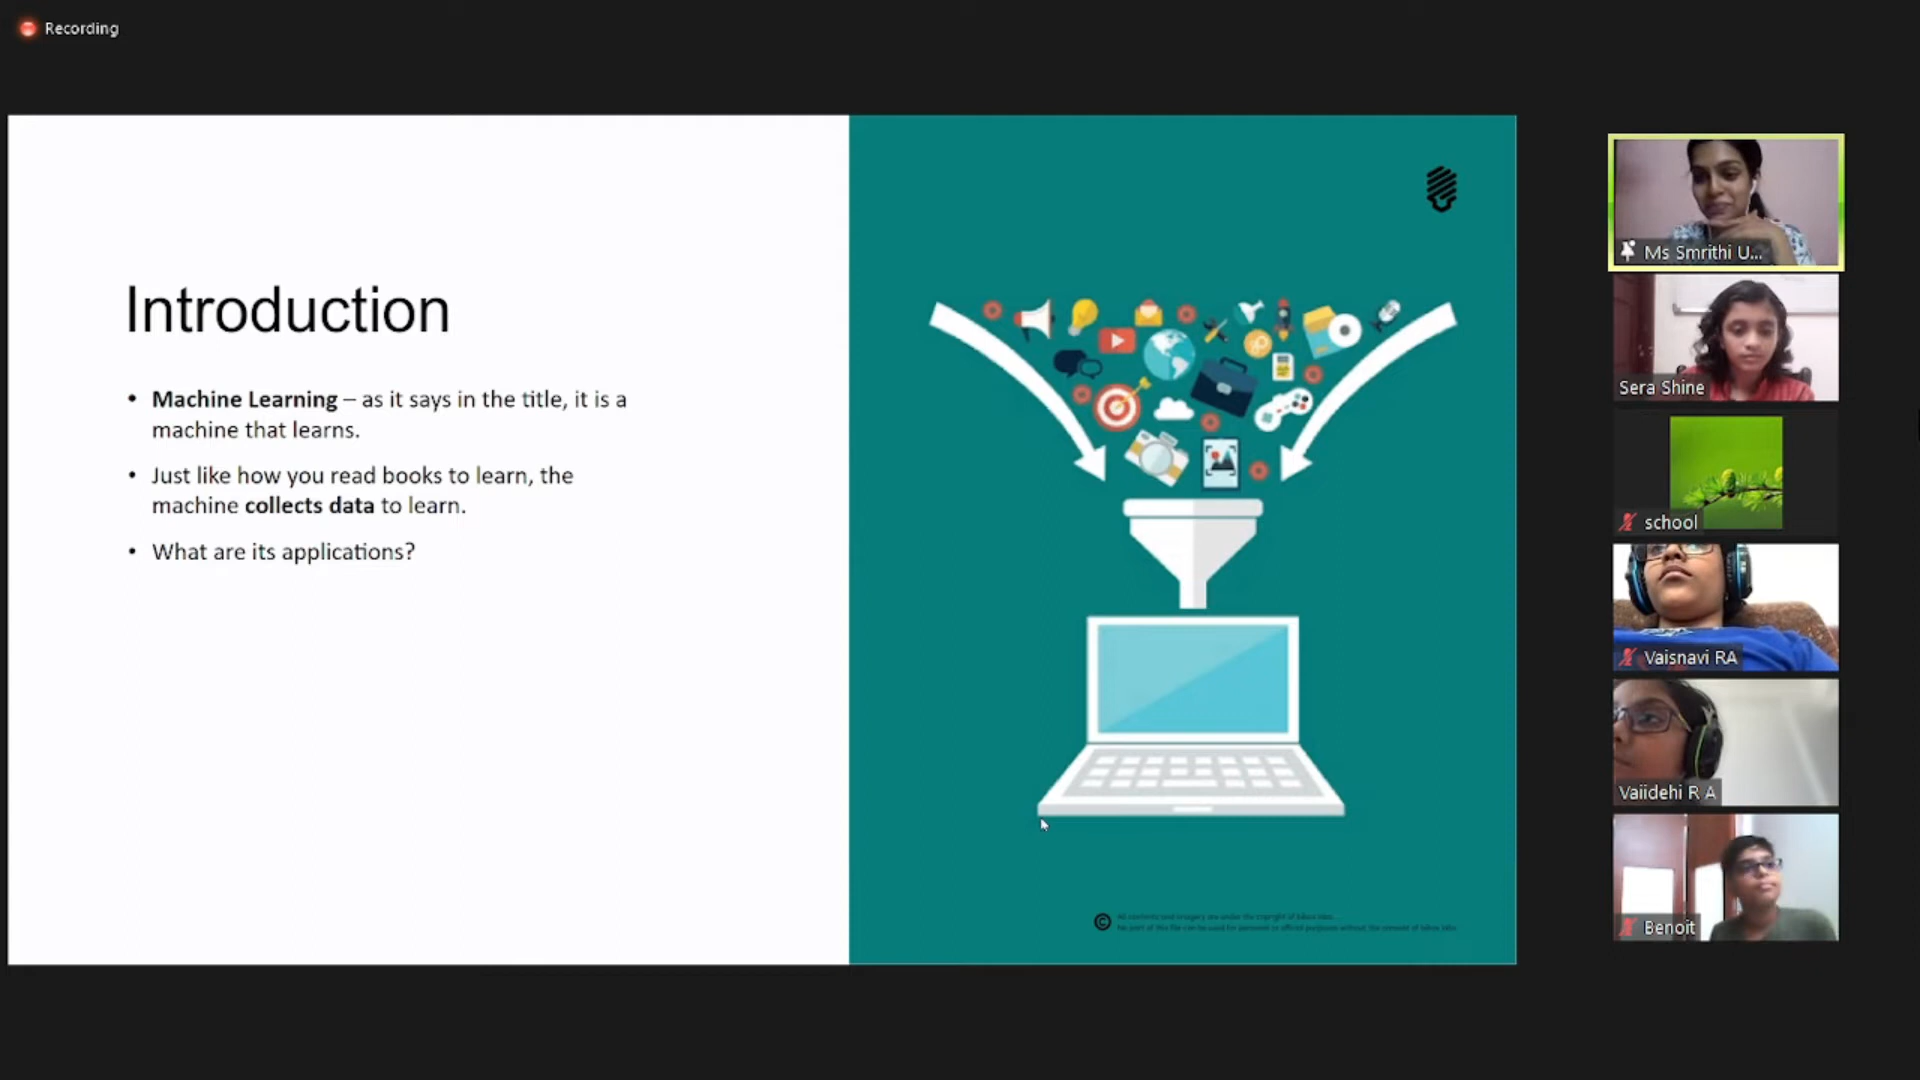 Recording
Introduction
• Machine Learning – as it says in the title, it is a
machine that learns.
• Just like how you read books to learn, the
machine collects data to learn.
• What are its applications?
©
Ms Smrithi U...
Sera Shine
school
Vaisnavi RA
Vaiidehi R A
Benoit